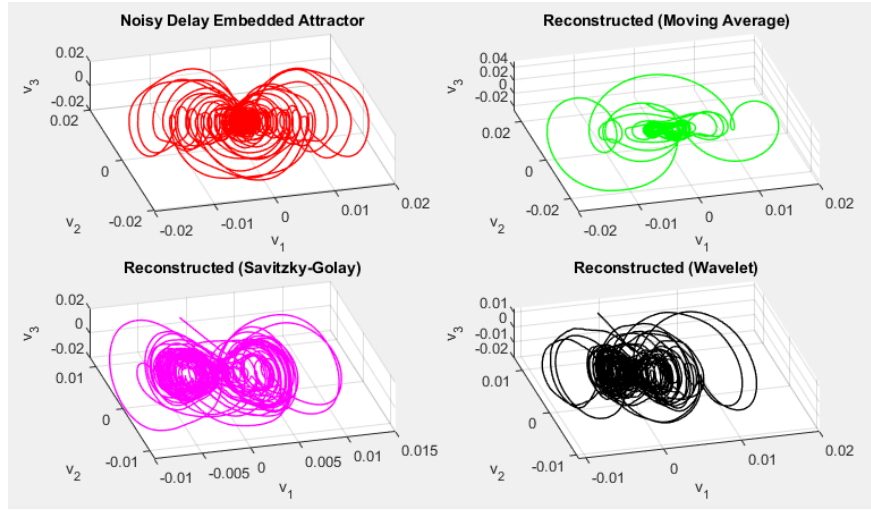 Noisy Delay Embedded Attractor
0.02
0
-0.02
v3
0.02
0
-0.02
v2
-0.02
-0.01
0
0.01
0.02
v1
Reconstructed (Moving Average)
0.04
0.02
0
-0.02
v3
0.02
0
-0.02
v2
-0.02
-0.01
0
0.01
0.02
v1
Reconstructed (Savitzky-Golay)
0.02
0
-0.02
v3
0.01
0
-0.01
v2
-0.01
-0.005
0
0.005
0.01
0.015
v1
Reconstructed (Wavelet)
0.01
0
-0.01
-0.02
v3
0.01
0
-0.01
v2
-0.01
0
0.01
0.02
v1